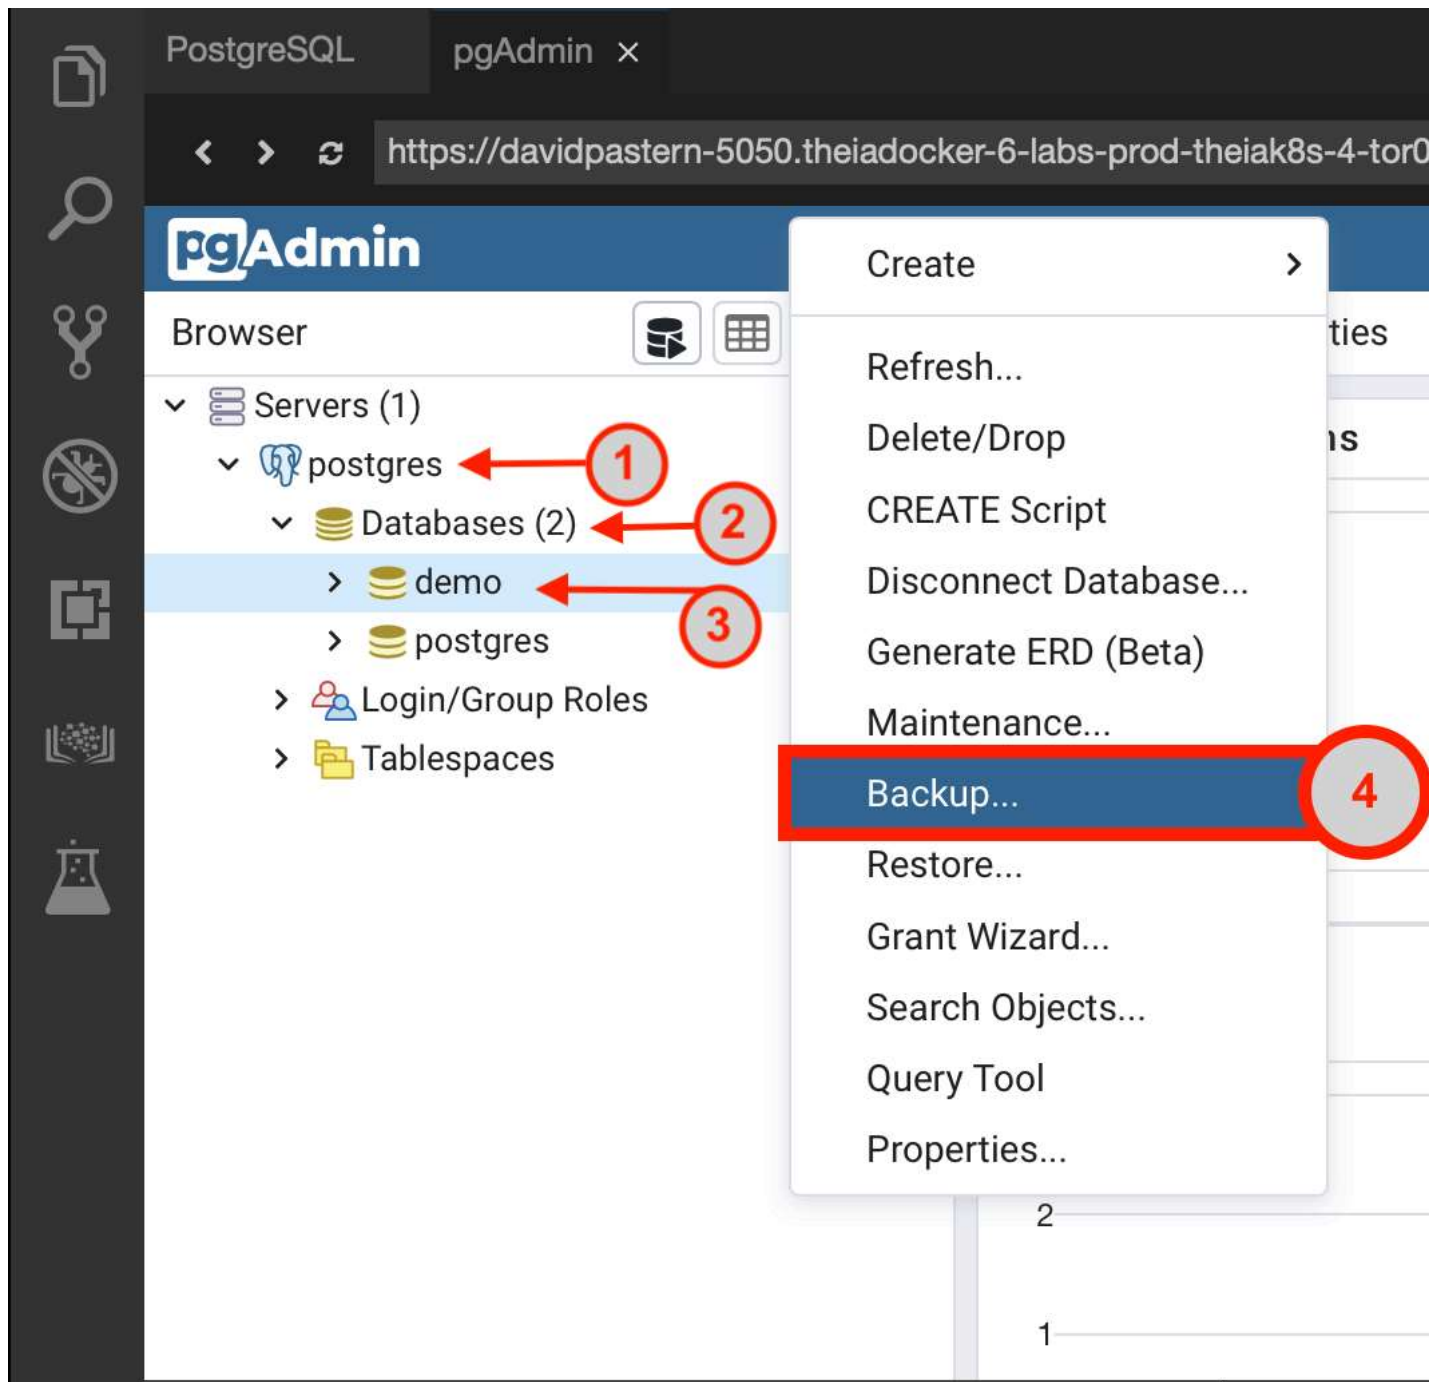 PostgreSQL
pgAdmin
https://davidpastern-5050.theiadocker-6-labs-prod-theiak8s-4-tor0
pgAdmin
Browser
Servers (1)
postgres
1
Databases (2)
2
demo
3
postgres
Login/Group Roles
Tablespaces
Create
Refresh...
Delete/Drop
CREATE Script
Disconnect Database...
Generate ERD (Beta)
Maintenance...
Backup...
4
Restore...
Grant Wizard...
Search Objects...
Query Tool
Properties...
ties
ns
2
1